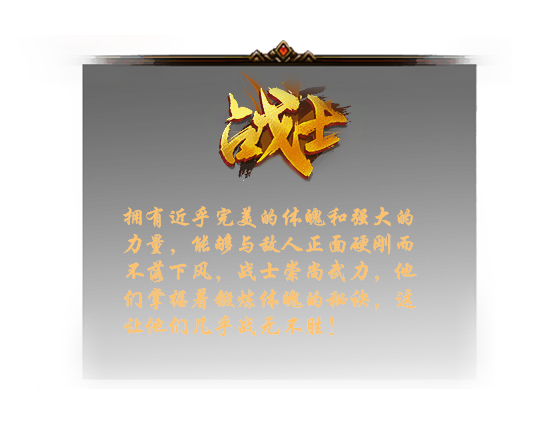 战士
拥有近乎完美的体魄和强大的
力量，能够与敌人正面硬刚而
不落下风，战士崇尚武力，他
们掌握着锻炼体魄的秘诀，这
让他们几乎战无不胜！